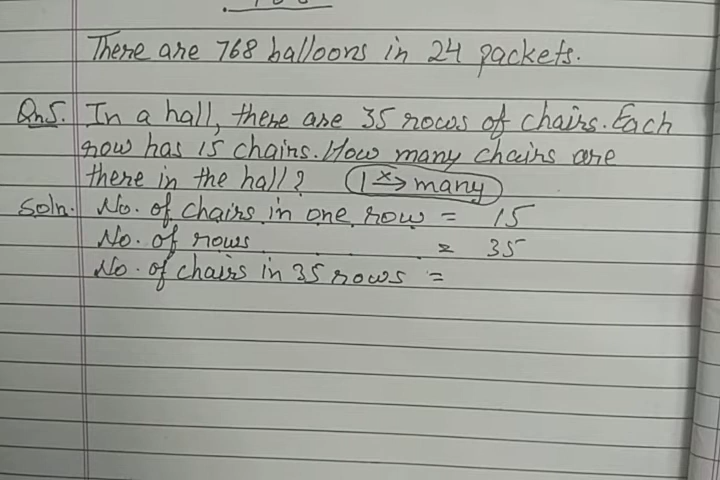 There are 768 balloons in 24 packets.
Qn5. In a hall, there are 35 rows of chairs. Each
row has 15 chairs. How many chairs are
there in the hall? 1 x→ many
Soln. No. of chairs in one row = 15
No. of rows = 35
No. of chairs in 35 rows =